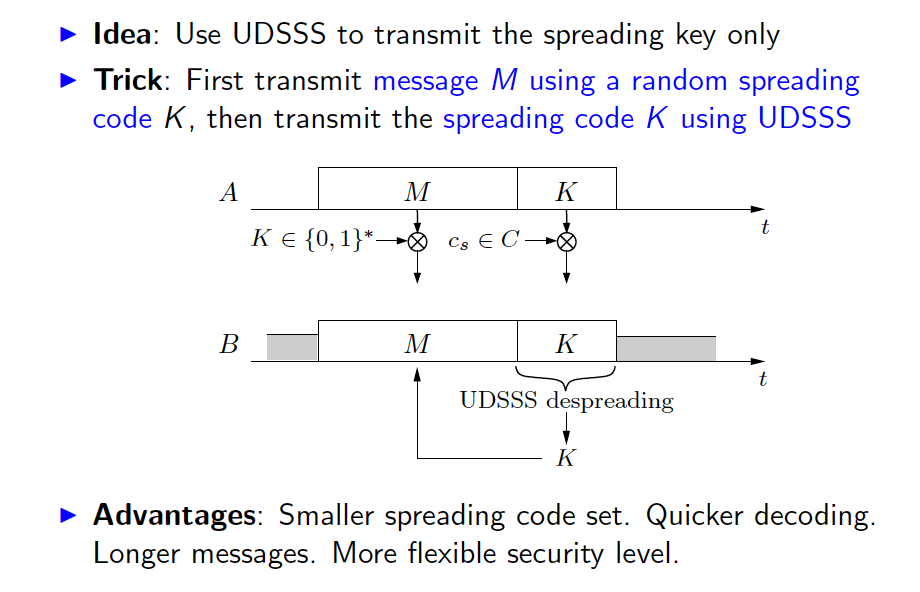 ▶ Idea: Use UDSSS to transmit the spreading key only
▶ Trick: First transmit message M using a random spreading
code K, then transmit the spreading code K using UDSSS
A M K
t
K ∈ {0, 1}* c_s ∈ C
B M K
t
UDSSS despreading
K
▶ Advantages: Smaller spreading code set. Quicker decoding.
Longer messages. More flexible security level.